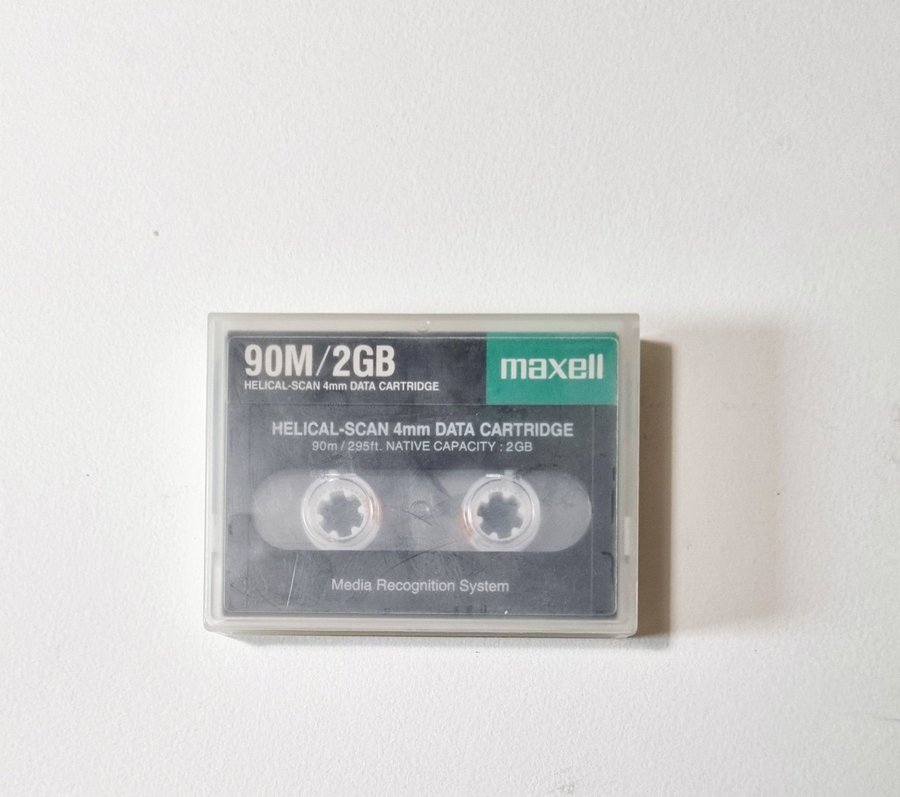 90M/2GB
maxell
HELICAL-SCAN 4mm DATA CARTRIDGE
HELICAL-SCAN 4mm DATA CARTRIDGE
90m / 295ft. NATIVE CAPACITY : 2GB
Media Recognition System